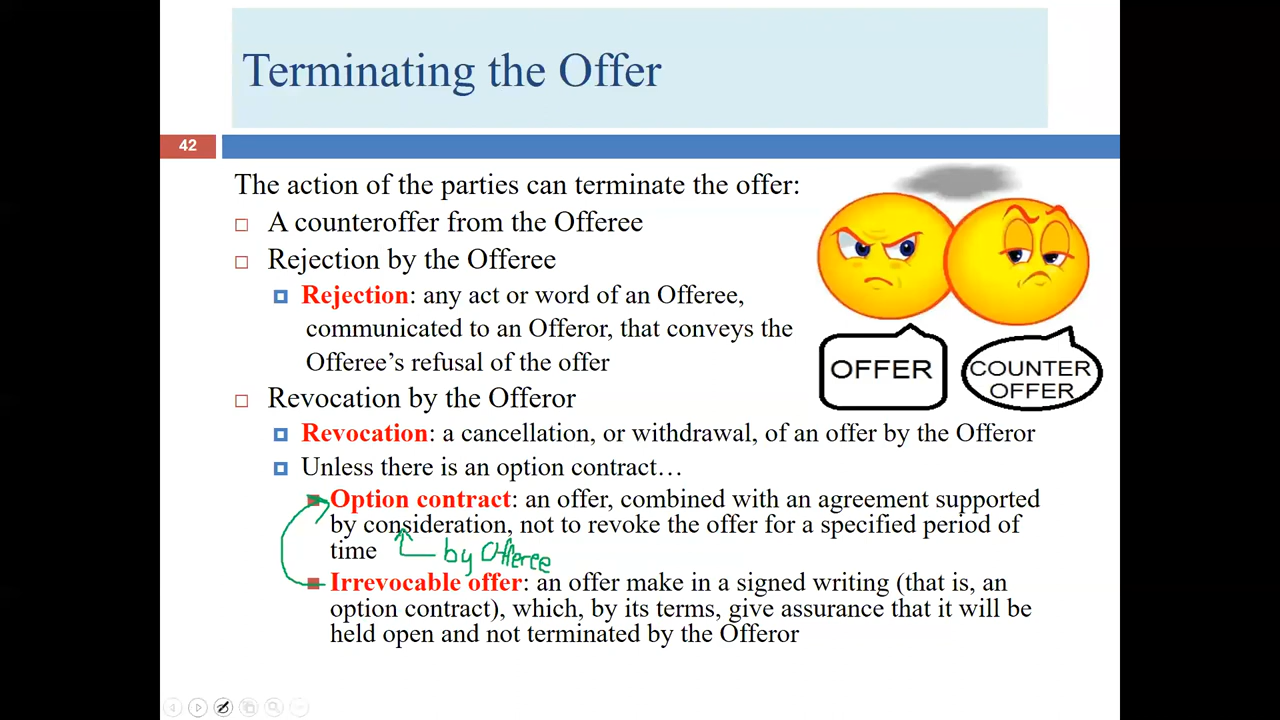 Terminating the Offer
42
The action of the parties can terminate the offer:
A counteroffer from the Offeree
Rejection by the Offeree
Rejection: any act or word of an Offeree,
communicated to an Offeror, that conveys the
Offeree’s refusal of the offer
OFFER
COUNTER
OFFER
Revocation by the Offeror
Revocation: a cancellation, or withdrawal, of an offer by the Offeror
Unless there is an option contract…
Option contract: an offer, combined with an agreement supported
by consideration, not to revoke the offer for a specified period of
time
by Offeree
Irrevocable offer: an offer make in a signed writing (that is, an
option contract), which, by its terms, give assurance that it will be
held open and not terminated by the Offeror